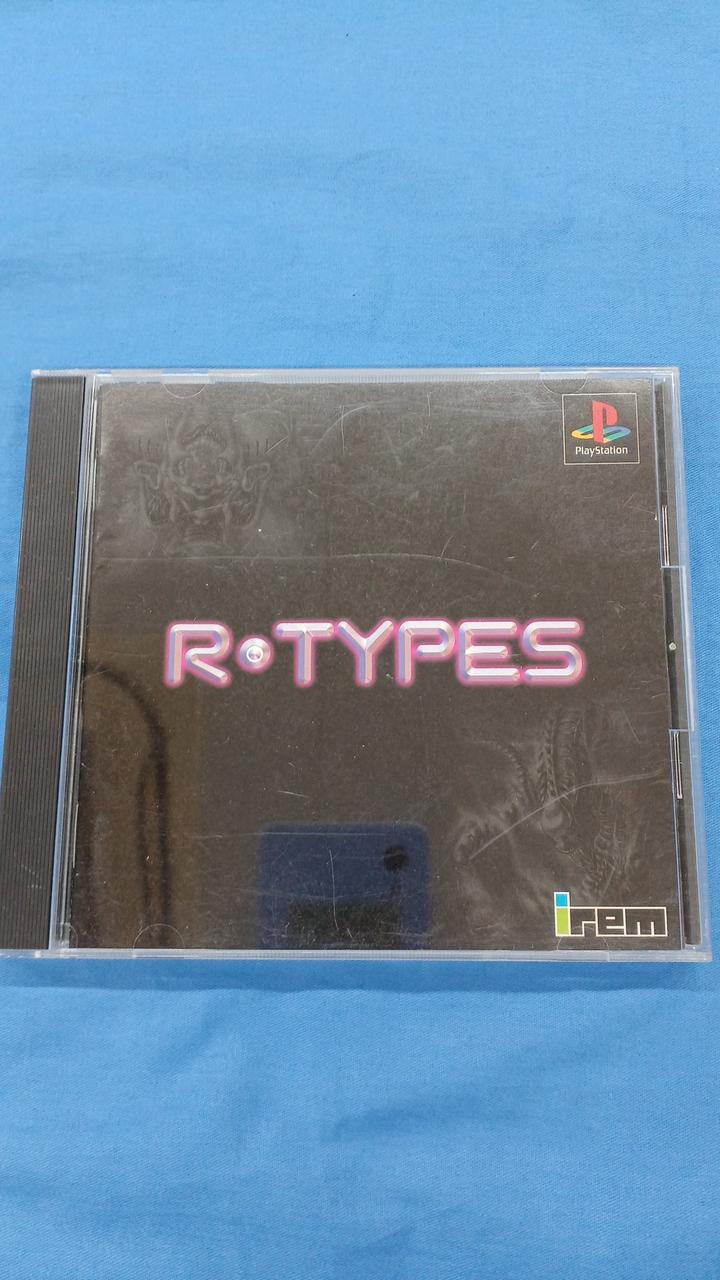 PlayStation
R•TYPES
irem